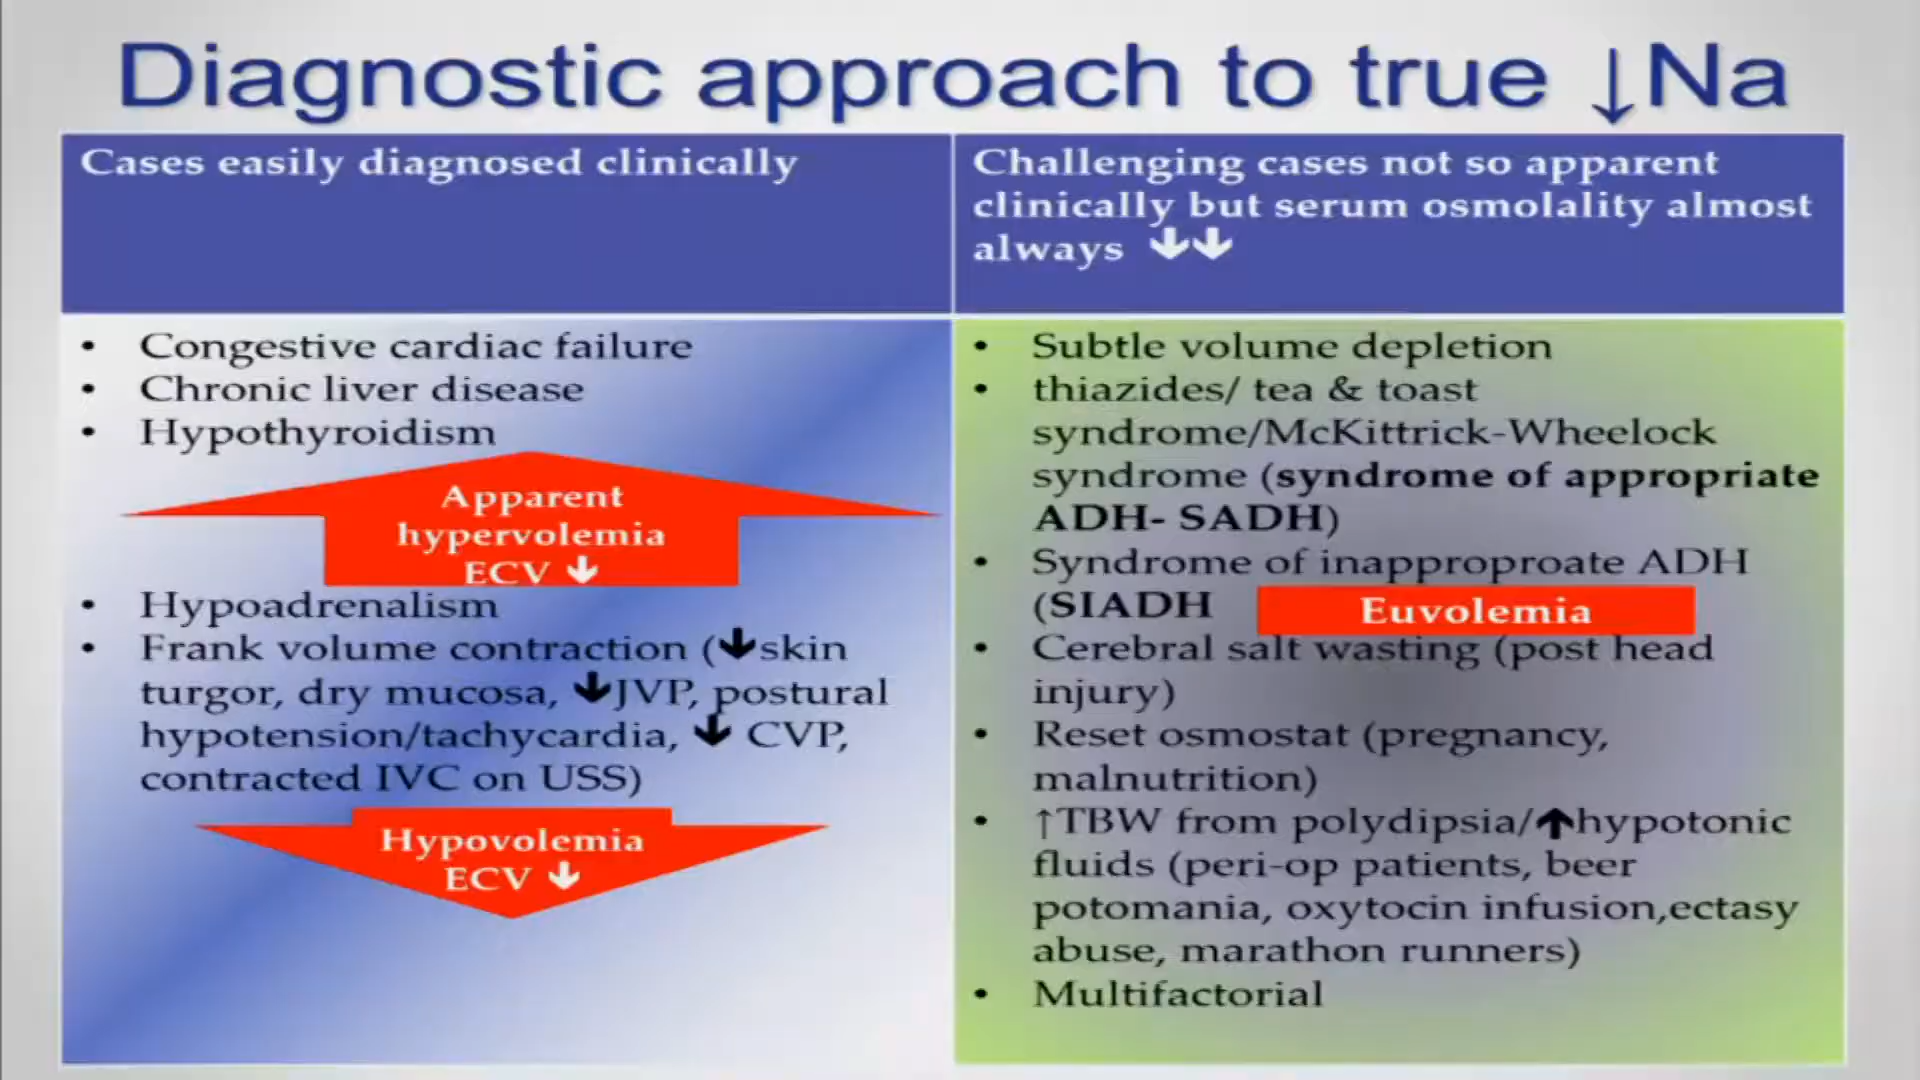 Diagnostic approach to true ↓Na
Cases easily diagnosed clinically
Challenging cases not so apparent
clinically but serum osmolality almost
always ↓↓
• Congestive cardiac failure
• Chronic liver disease
• Hypothyroidism
Apparent
hypervolemia
ECV ↓
• Hypoadrenalism
• Frank volume contraction (↓skin
turgor, dry mucosa, ↓JVP, postural
hypotension/tachycardia, ↓ CVP,
contracted IVC on USS)
Hypovolemia
ECV ↓
• Subtle volume depletion
• thiazides/ tea & toast
syndrome/McKittrick-Wheelock
syndrome (syndrome of appropriate
ADH- SADH)
• Syndrome of inapproproate ADH
(SIADH
Euvolemia
• Cerebral salt wasting (post head
injury)
• Reset osmostat (pregnancy,
malnutrition)
• ↑TBW from polydipsia/↑hypotonic
fluids (peri-op patients, beer
potomania, oxytocin infusion,ectasy
abuse, marathon runners)
• Multifactorial